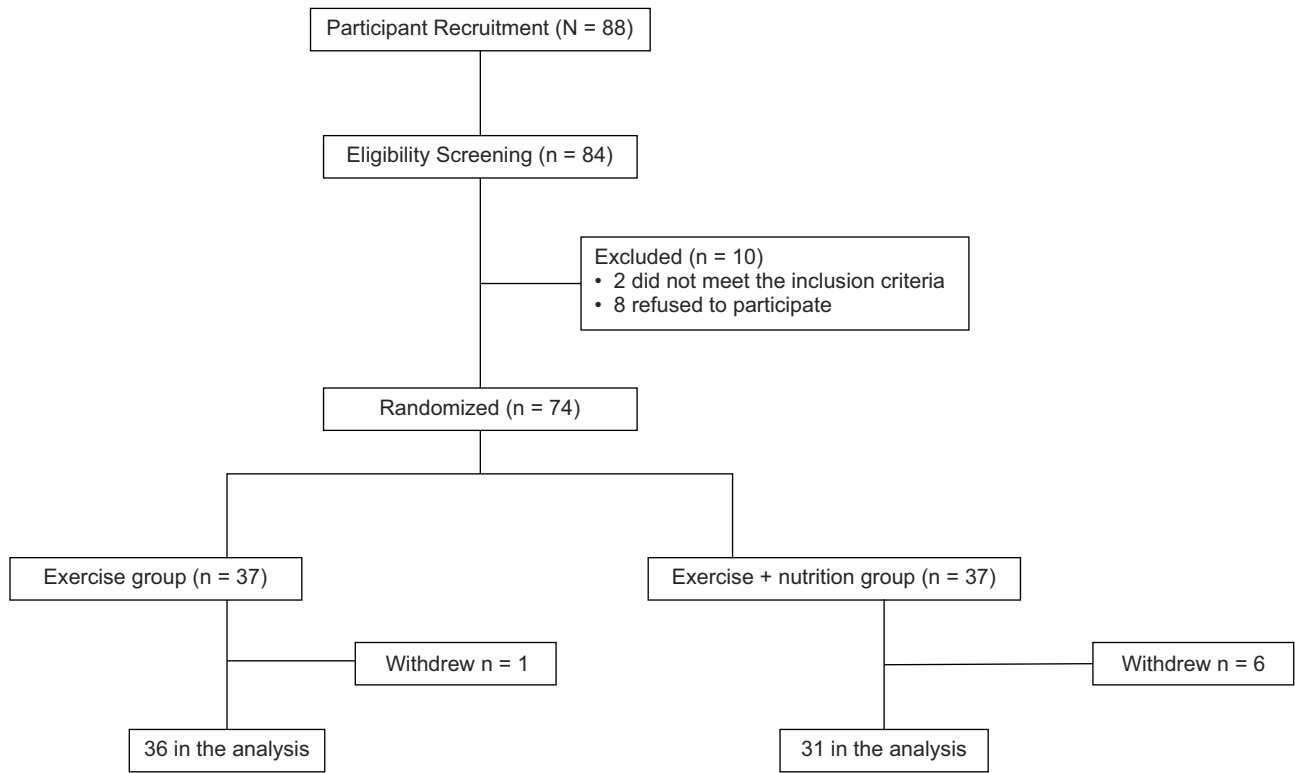 Participant Recruitment (N = 88)
Eligibility Screening (n = 84)
Excluded (n = 10)
• 2 did not meet the inclusion criteria
• 8 refused to participate
Randomized (n = 74)
Exercise group (n = 37)
Exercise + nutrition group (n = 37)
Withdrew n = 1
Withdrew n = 6
36 in the analysis
31 in the analysis